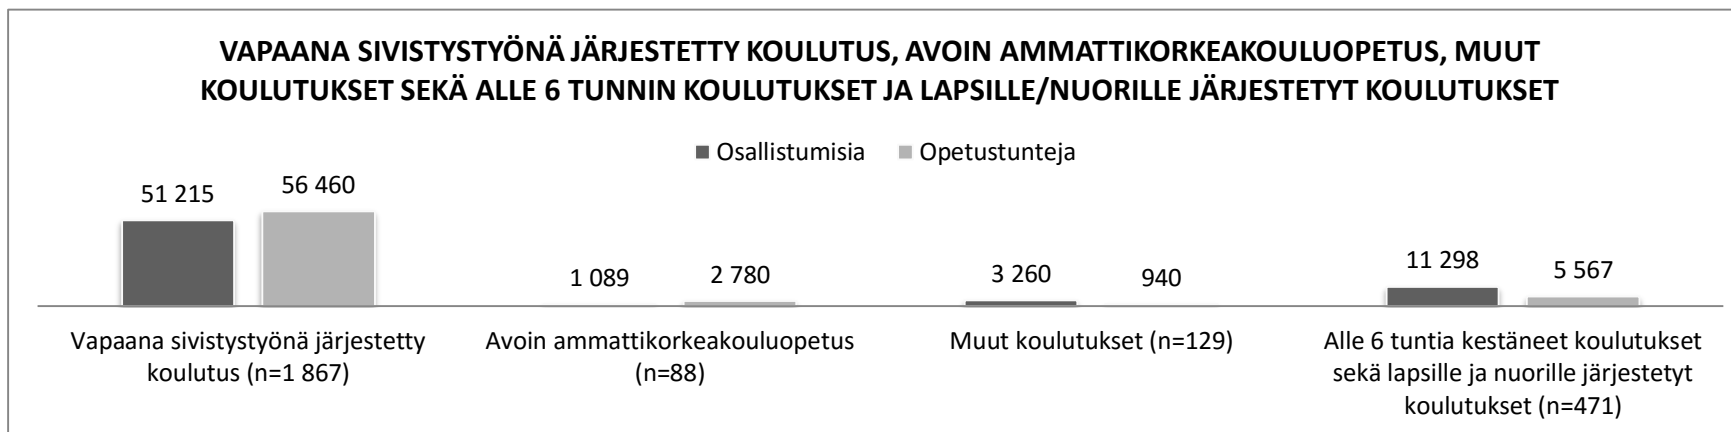 VAPAANA SIVISTYSTYÖNÄ JÄRJESTETTY KOULUTUS, AVOIN AMMATTIKORKEAKOULUOPETUS, MUUT
KOULUTUKSET SEKÄ ALLE 6 TUNNIN KOULUTUKSET JA LAPSILLE/NUORILLE JÄRJESTETYT KOULUTUKSET
Osallistumisia Opetustunteja
51 215 56 460
1 089 2 780
3 260 940
11 298 5 567
Vapaana sivistystyönä järjestetty
koulutus (n=1 867)
Avoin ammattikorkeakouluopetus
(n=88)
Muut koulutukset (n=129)
Alle 6 tuntia kestäneet koulutukset
sekä lapsille ja nuorille järjestetyt
koulutukset (n=471)